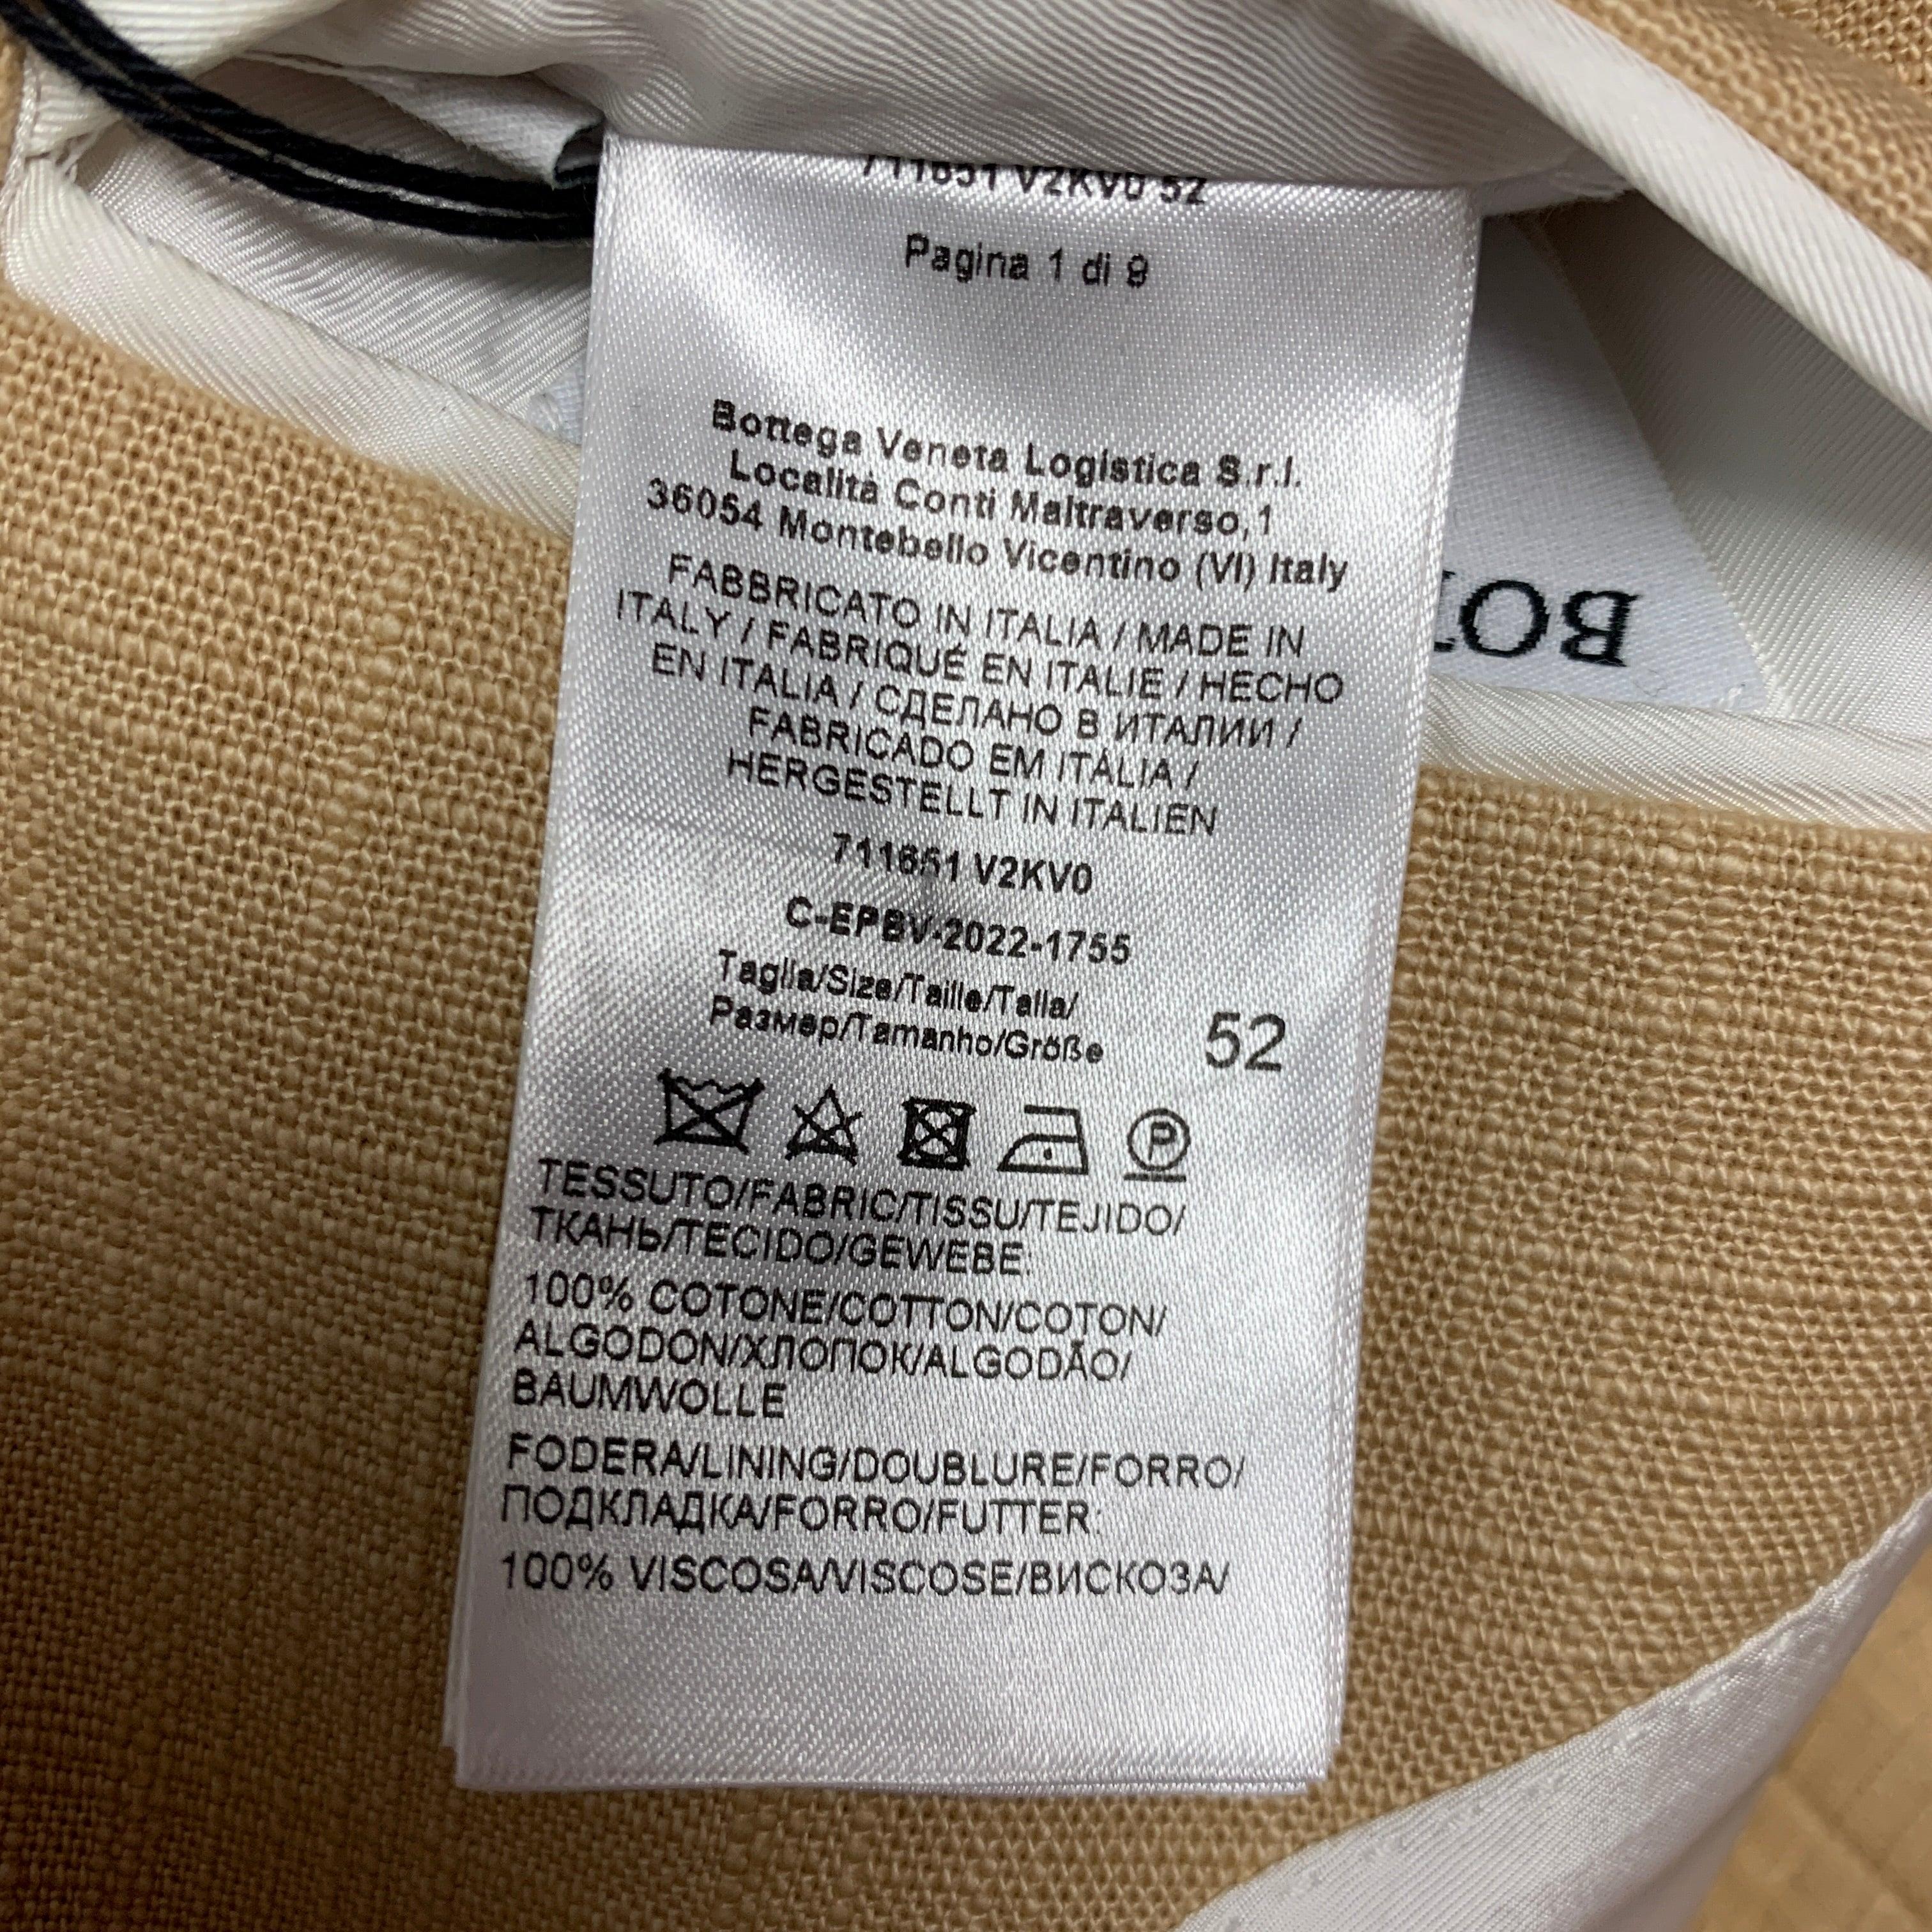 711651 V2KV0 52
Pagina 1 di 9
Bottega Veneta Logistica S.r.l.
Località Conti Maltraverso,1
36054 Montebello Vicentino (VI) Italy
FABBRICATO IN ITALIA / MADE IN
ITALY / FABRIQUÉ EN ITALIE / HECHO
EN ITALIA / СДЕЛАНО В ИТАЛИИ /
FABRICADO EM ITÁLIA /
HERGESTELLT IN ITALIEN
711651 V2KV0
C-EPBV-2022-1755
Taglia/Size/Taille/Talla/
Размер/Tamanho/Größe 52
P
TESSUTO/FABRIC/TISSU/TEJIDO/
ТКАНЬ/TECIDO/GEWEBE:
100% COTONE/COTTON/COTON/
ALGODON/ХЛОПОК/ALGODÃO/
BAUMWOLLE
FODERA/LINING/DOUBLURE/FORRO/
ПОДКЛАДКА/FORRO/FUTTER:
100% VISCOSA/VISCOSE/ВИСКОЗА/